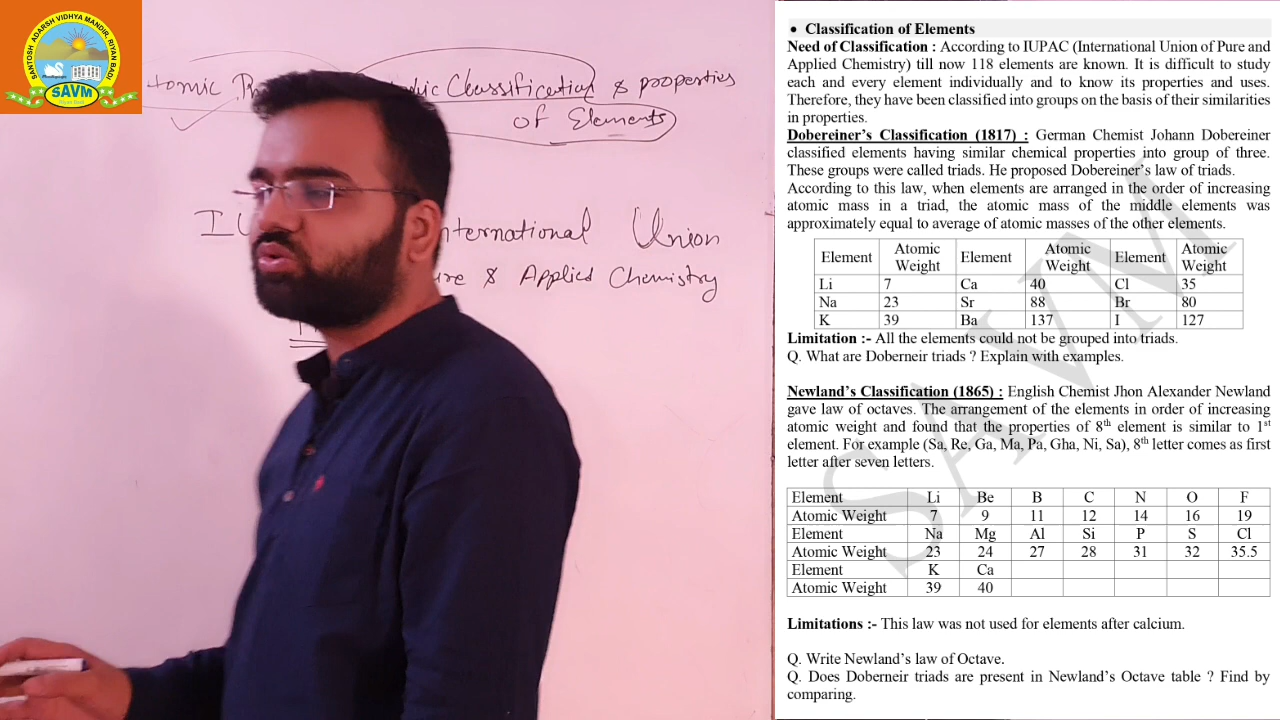 SANTOSH ADARSH VIDHYA MANDIR, RIYAN BADI
SAVM
Periodic Classification & properties
of Elements
International Union
& Applied Chemistry
• Classification of Elements
Need of Classification : According to IUPAC (International Union of Pure and
Applied Chemistry) till now 118 elements are known. It is difficult to study
each and every element individually and to know its properties and uses.
Therefore, they have been classified into groups on the basis of their similarities
in properties.
Dobereiner's Classification (1817) : German Chemist Johann Dobereiner
classified elements having similar chemical properties into group of three.
These groups were called triads. He proposed Dobereiner's law of triads.
According to this law, when elements are arranged in the order of increasing
atomic mass in a triad, the atomic mass of the middle elements was
approximately equal to average of atomic masses of the other elements.
Element Atomic Weight Element Atomic Weight Element Atomic Weight
Li 7 Ca 40 Cl 35
Na 23 Sr 88 Br 80
K 39 Ba 137 I 127
Limitation :- All the elements could not be grouped into triads.
Q. What are Doberneir triads ? Explain with examples.
Newland's Classification (1865) : English Chemist Jhon Alexander Newland
gave law of octaves. The arrangement of the elements in order of increasing
atomic weight and found that the properties of 8th element is similar to 1st
element. For example (Sa, Re, Ga, Ma, Pa, Gha, Ni, Sa), 8th letter comes as first
letter after seven letters.
Element Li Be B C N O F
Atomic Weight 7 9 11 12 14 16 19
Element Na Mg Al Si P S Cl
Atomic Weight 23 24 27 28 31 32 35.5
Element K Ca
Atomic Weight 39 40
Limitations :- This law was not used for elements after calcium.
Q. Write Newland's law of Octave.
Q. Does Doberneir triads are present in Newland's Octave table ? Find by
comparing.
SAVM